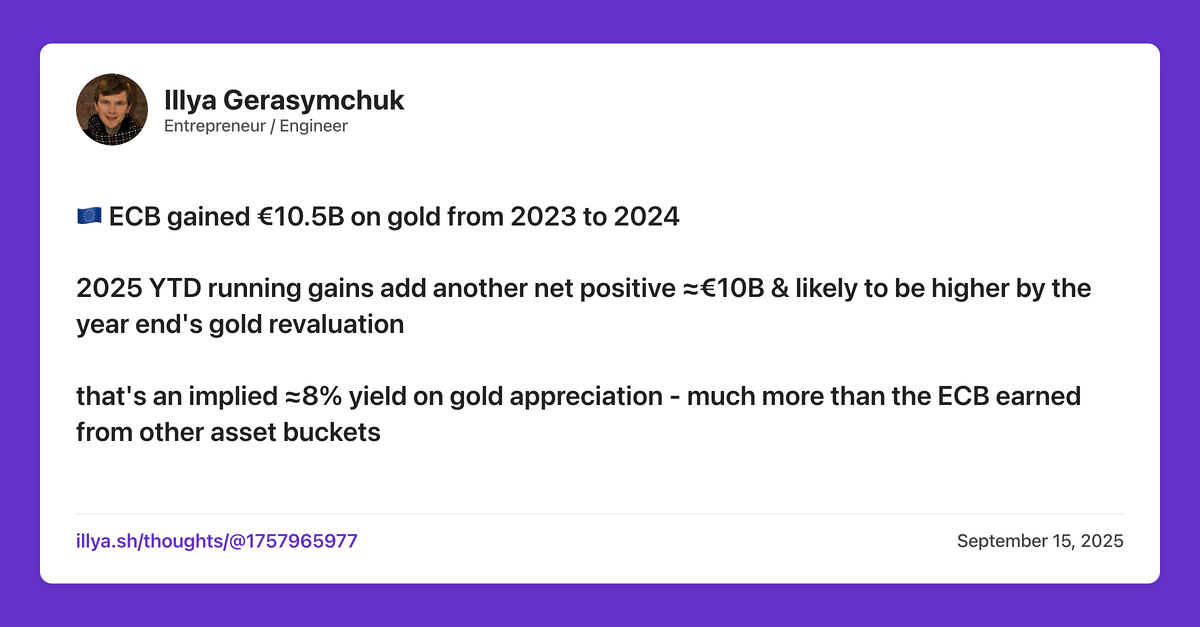 Illya Gerasymchuk
Entrepreneur / Engineer
🇪🇺 ECB gained €10.5B on gold from 2023 to 2024
2025 YTD running gains add another net positive ≈€10B & likely to be higher by the
year end's gold revaluation
that's an implied ≈8% yield on gold appreciation - much more than the ECB earned
from other asset buckets
illya.sh/thoughts/@1757965977
September 15, 2025